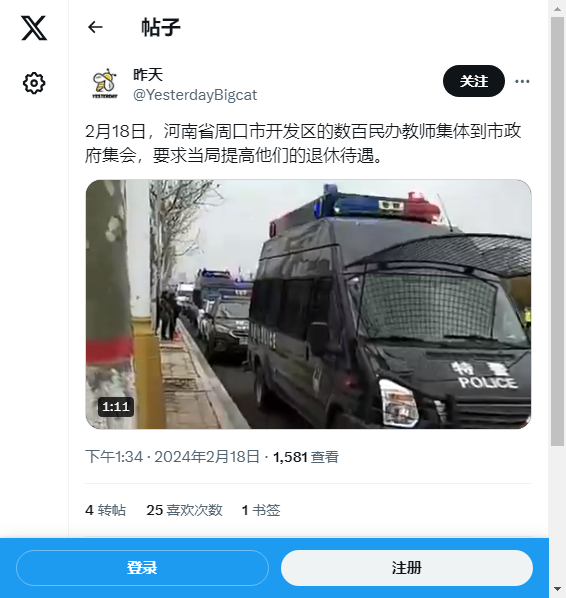 帖子
YESTERDAY
昨天
@YesterdayBigcat
关注
2月18日，河南省周口市开发区的数百民办教师集体到市政
府集会，要求当局提高他们的退休待遇。
特警
POLICE
1:11
下午1:34 · 2024年2月18日 · 1,581 查看
4 转帖 25 喜欢次数 1 书签
登录
注册